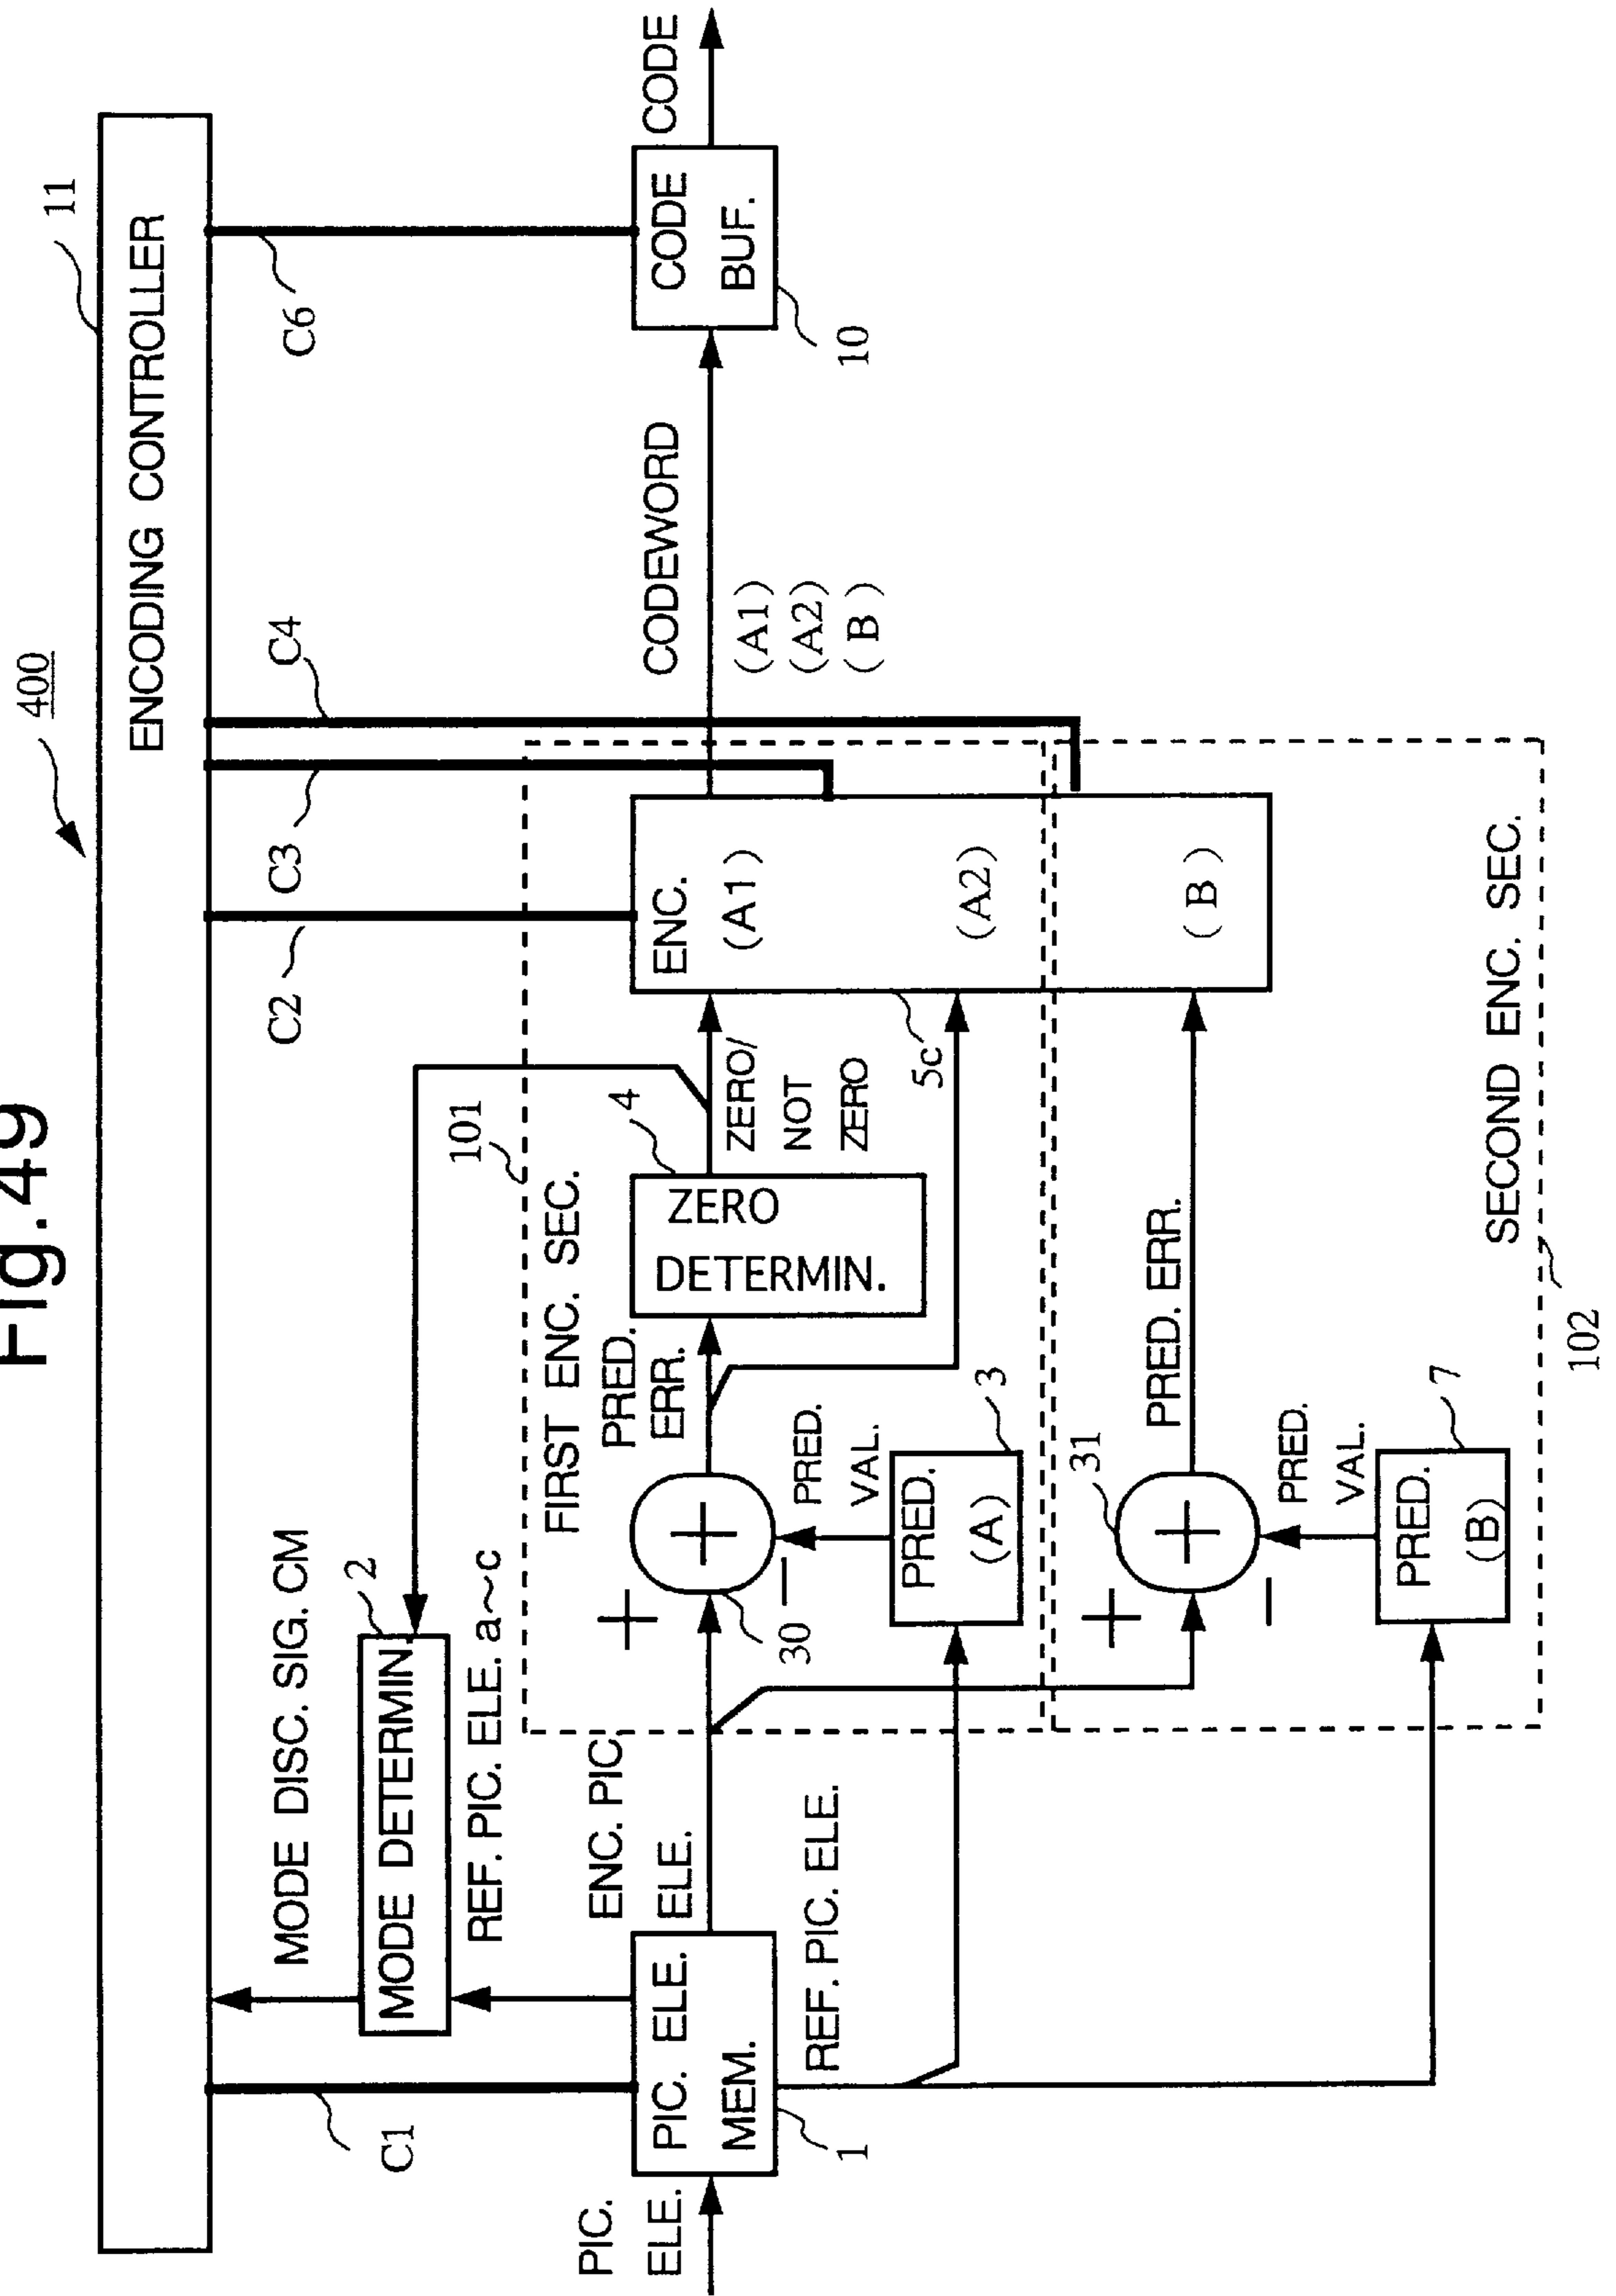 Fig.49
400
11
ENCODING CONTROLLER
C1
MODE DISC. SIG. CM
C2
C3
C4
C6
2
MODE DETERMIN.
REF. PIC. ELE. a~c
101
FIRST ENC. SEC.
PIC.
ELE.
PIC. ELE.
MEM.
1
ENC. PIC
ELE.
REF. PIC. ELE.
30
+
+
−
PRED.
ERR.
PRED.
VAL.
PRED.
(A)
3
4
ZERO
DETERMIN.
ZERO/
NOT
ZERO
5c
ENC.
(A1)
(A2)
(B)
CODEWORD
(A1)
(A2)
(B)
CODE
BUF.
10
CODE
31
+
+
−
PRED. ERR.
PRED.
VAL.
PRED.
(B)
7
SECOND ENC. SEC.
102